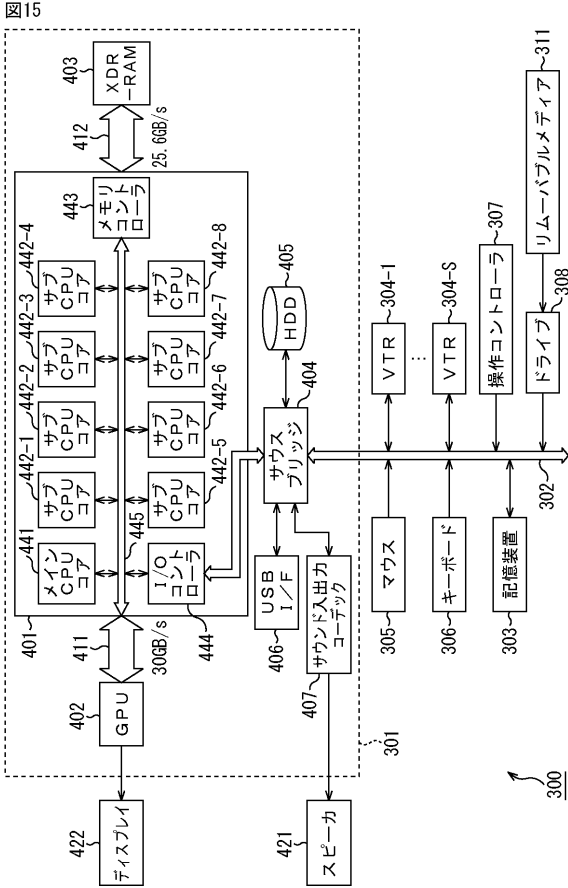 図15
403
XDR
-RAM
412
25.6GB/s
443
メモリ
コント
ローラ
442-4
サブ
CPU
コア
442-8
サブ
CPU
コア
442-3
サブ
CPU
コア
442-7
サブ
CPU
コア
442-2
サブ
CPU
コア
442-6
サブ
CPU
コア
442-1
サブ
CPU
コア
442-5
サブ
CPU
コア
441
メイン
CPU
コア
445
I/O
コント
ローラ
444
401
411
30GB/s
402
GPU
422
ディスプレイ
405
HDD
404
サウス
ブリッジ
USB
I/F
406
サウンド入出力
コーデック
407
421
スピーカ
301
304-1
VTR
…
304-S
VTR
307
操作コントローラ
311
リムーバブルメディア
308
ドライブ
302
マウス
305
キーボード
306
記憶装置
303
300